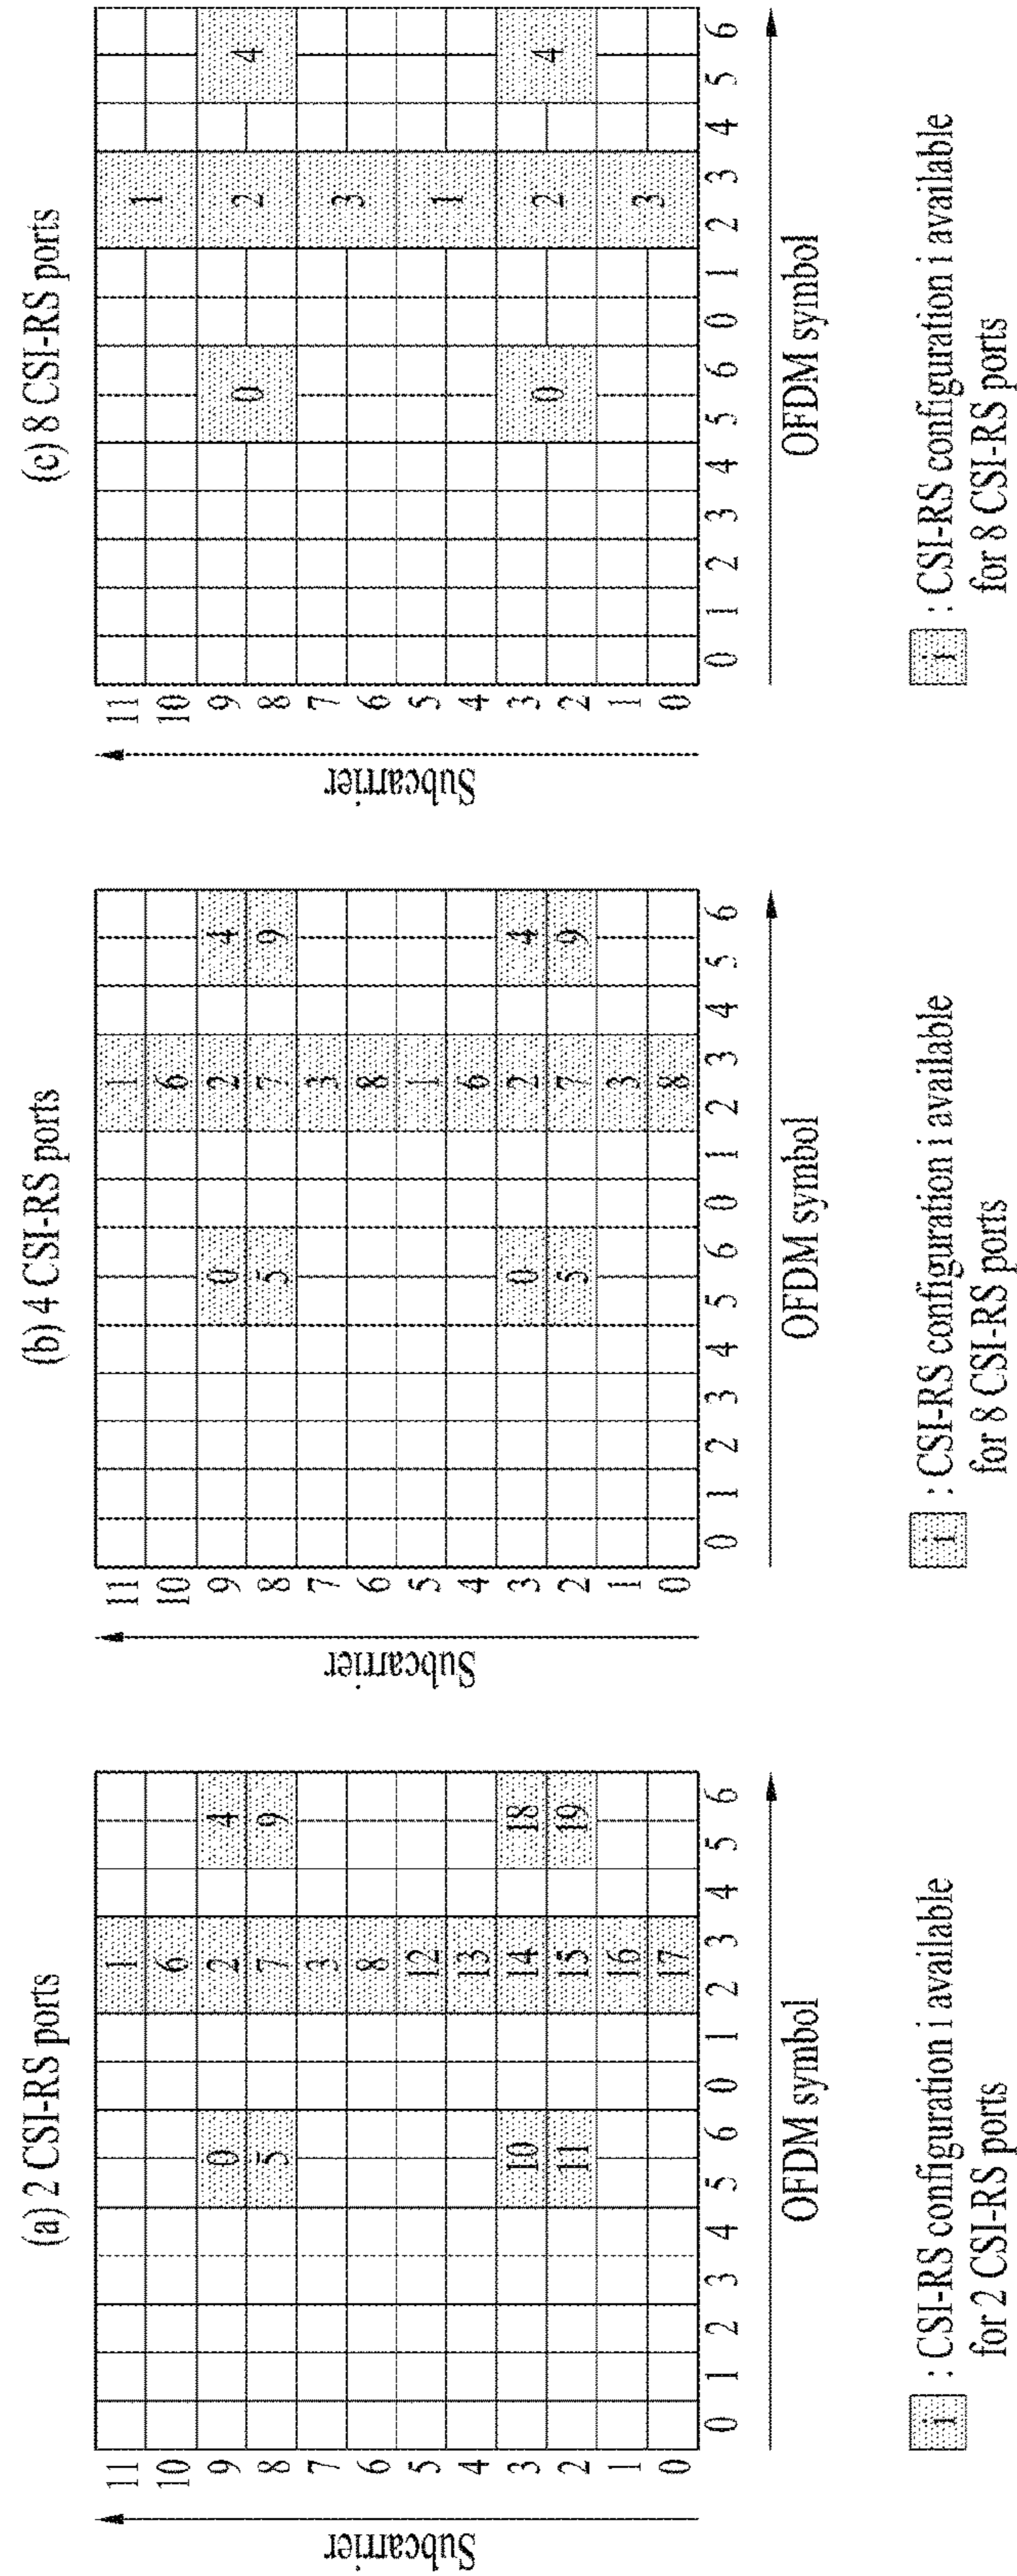 (a) 2 CSI-RS ports
Subcarrier
11
10
9 0 4
8 5 9
7
6
5
4
3 10 18
2 11 19
1
0
1
6
2
7
3
8
12
13
14
15
16
17
0 1 2 3 4 5 6 0 1 2 3 4 5 6
OFDM symbol
i : CSI-RS configuration i available
for 2 CSI-RS ports
(b) 4 CSI-RS ports
Subcarrier
11
10
9 0 4
8 5 9
7
6
5
4
3 0 4
2 5 9
1
0
1
6
2
7
3
8
1
6
2
7
3
8
0 1 2 3 4 5 6 0 1 2 3 4 5 6
OFDM symbol
i : CSI-RS configuration i available
for 8 CSI-RS ports
(c) 8 CSI-RS ports
Subcarrier
11
10
9
8
7
6
5
4
3
2
1
0
0 4
0 4
1
2
3
1
2
3
0 1 2 3 4 5 6 0 1 2 3 4 5 6
OFDM symbol
i : CSI-RS configuration i available
for 8 CSI-RS ports